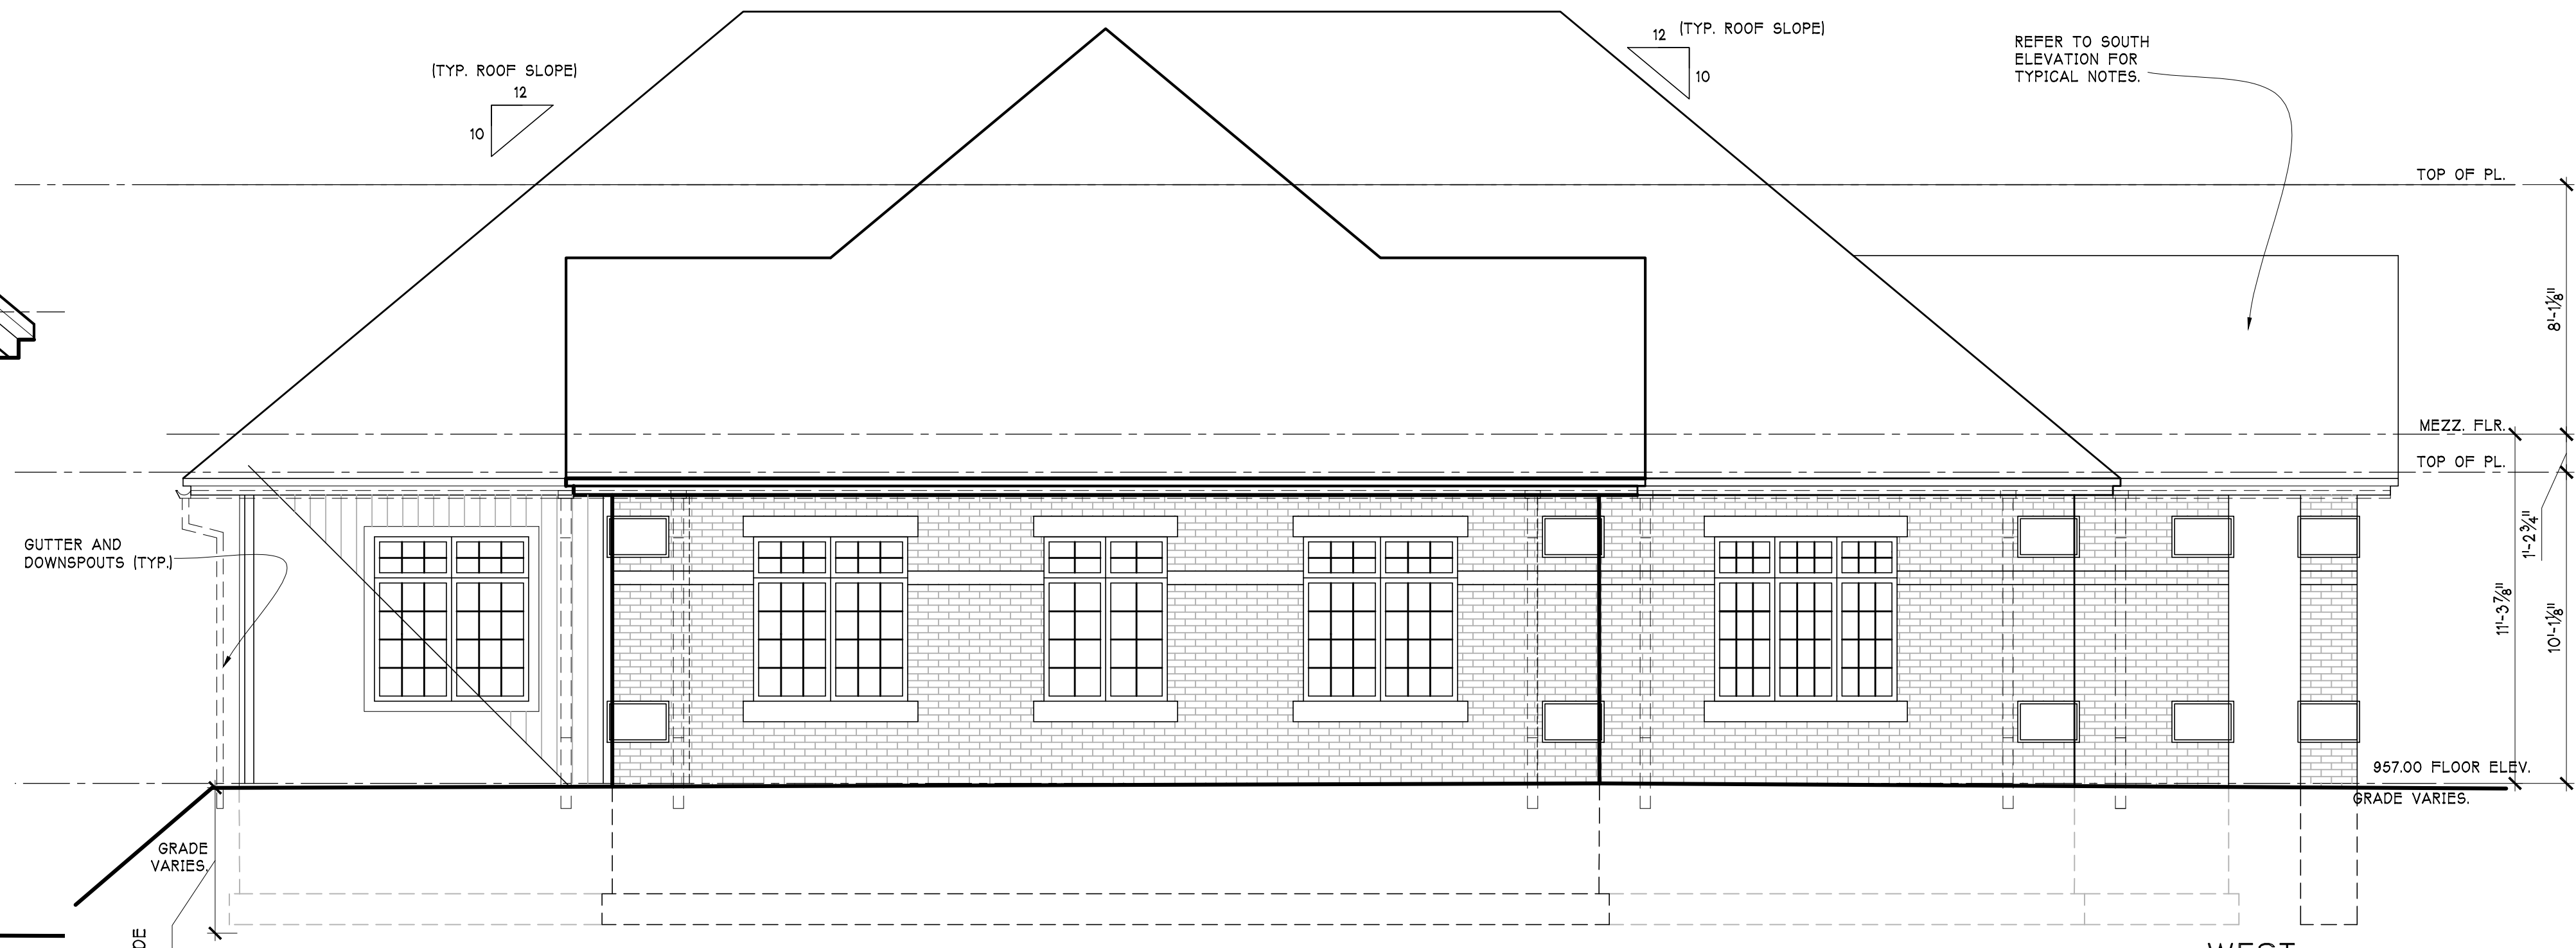 (TYP. ROOF SLOPE)
12
10
12 (TYP. ROOF SLOPE)
10
REFER TO SOUTH
ELEVATION FOR
TYPICAL NOTES.
TOP OF PL.
8'-1⅛"
MEZZ. FLR.
TOP OF PL.
1'-2¾"
11'-3⅞"
10'-1⅛"
GUTTER AND
DOWNSPOUTS (TYP.)
957.00 FLOOR ELEV.
GRADE VARIES.
GRADE
VARIES.
WEST